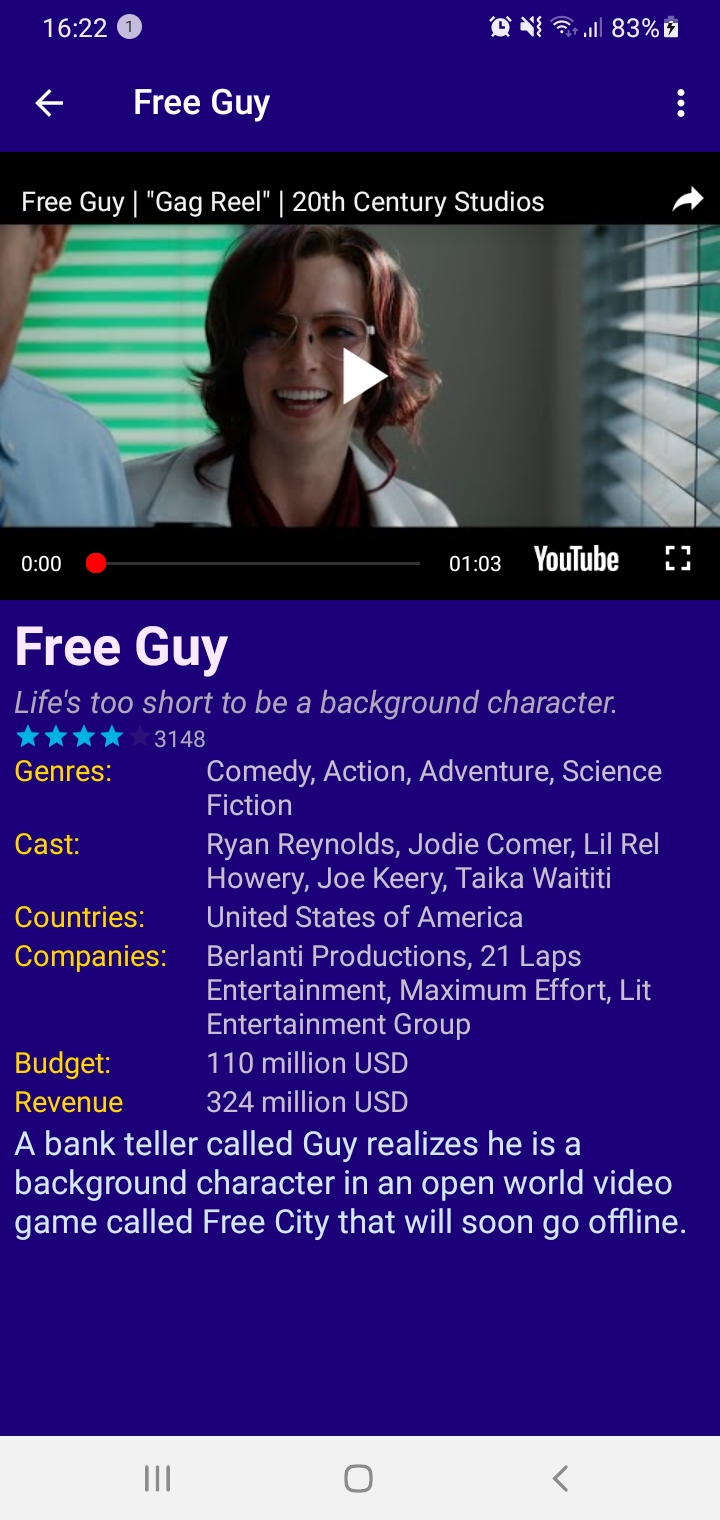 16:22 1 83%
Free Guy
Free Guy | "Gag Reel" | 20th Century Studios
0:00 01:03 YouTube
Free Guy
Life's too short to be a background character.
3148
Genres: Comedy, Action, Adventure, Science
Fiction
Cast: Ryan Reynolds, Jodie Comer, Lil Rel
Howery, Joe Keery, Taika Waititi
Countries: United States of America
Companies: Berlanti Productions, 21 Laps
Entertainment, Maximum Effort, Lit
Entertainment Group
Budget: 110 million USD
Revenue 324 million USD
A bank teller called Guy realizes he is a
background character in an open world video
game called Free City that will soon go offline.